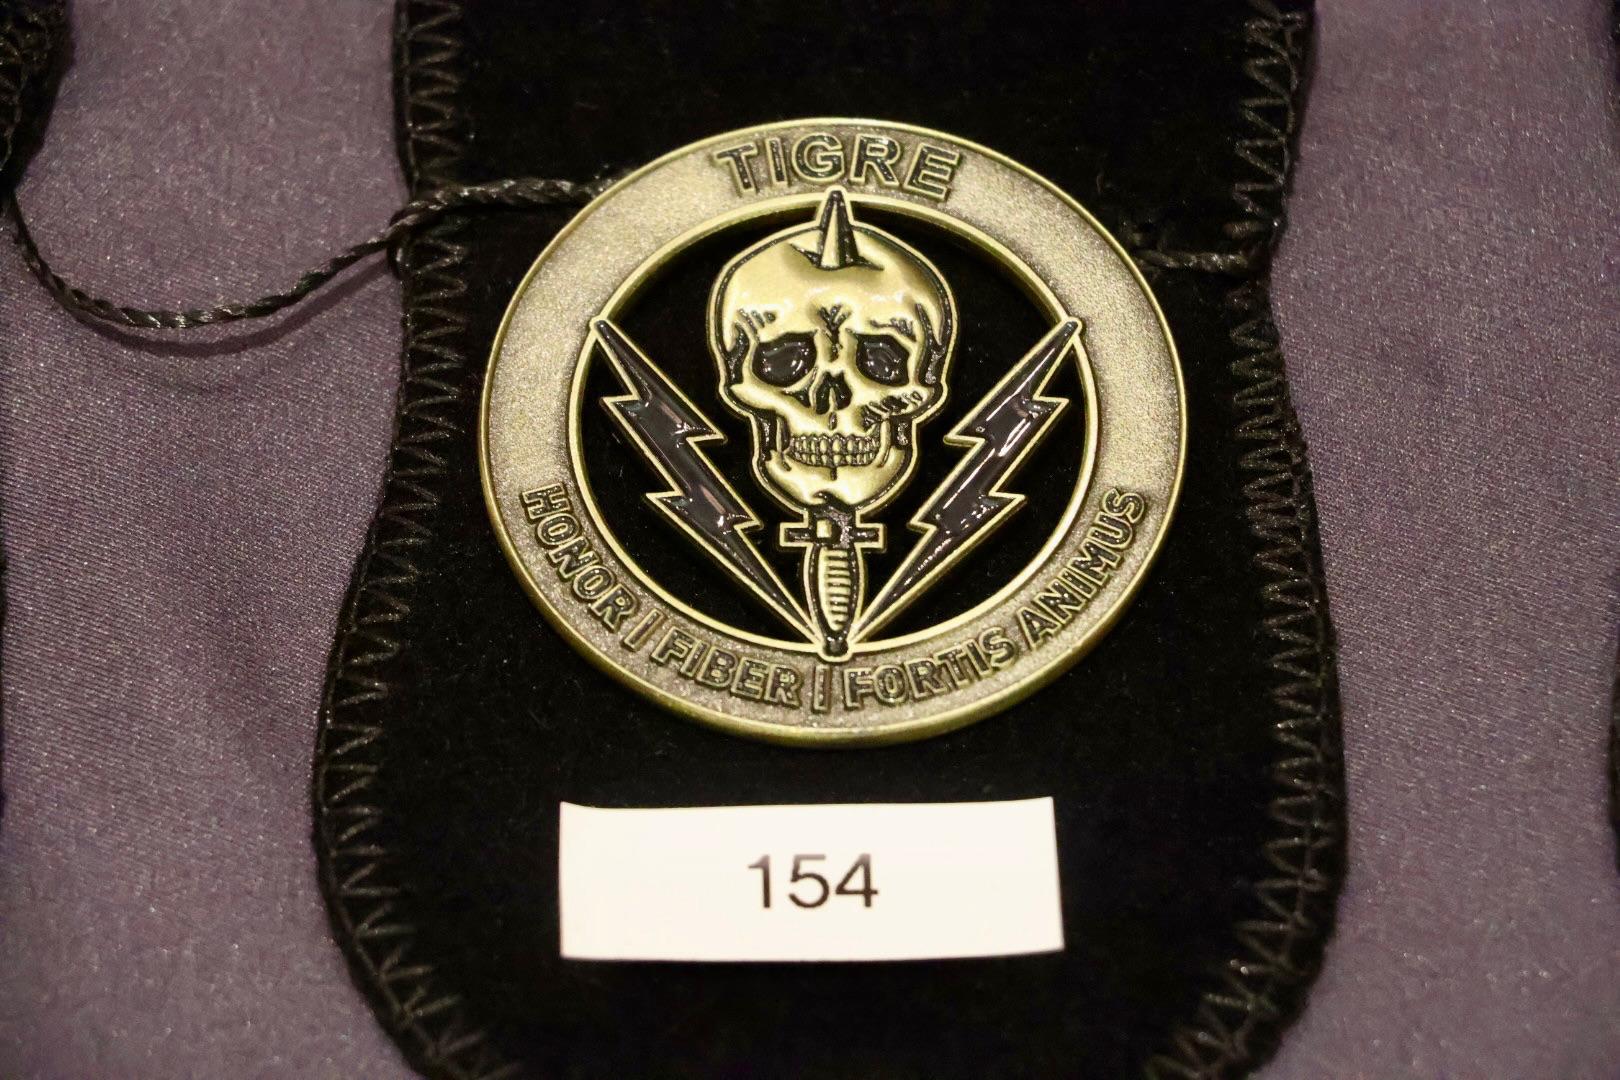 TIGRE
HONOR | FIBER | FORTIS ANIMUS
154